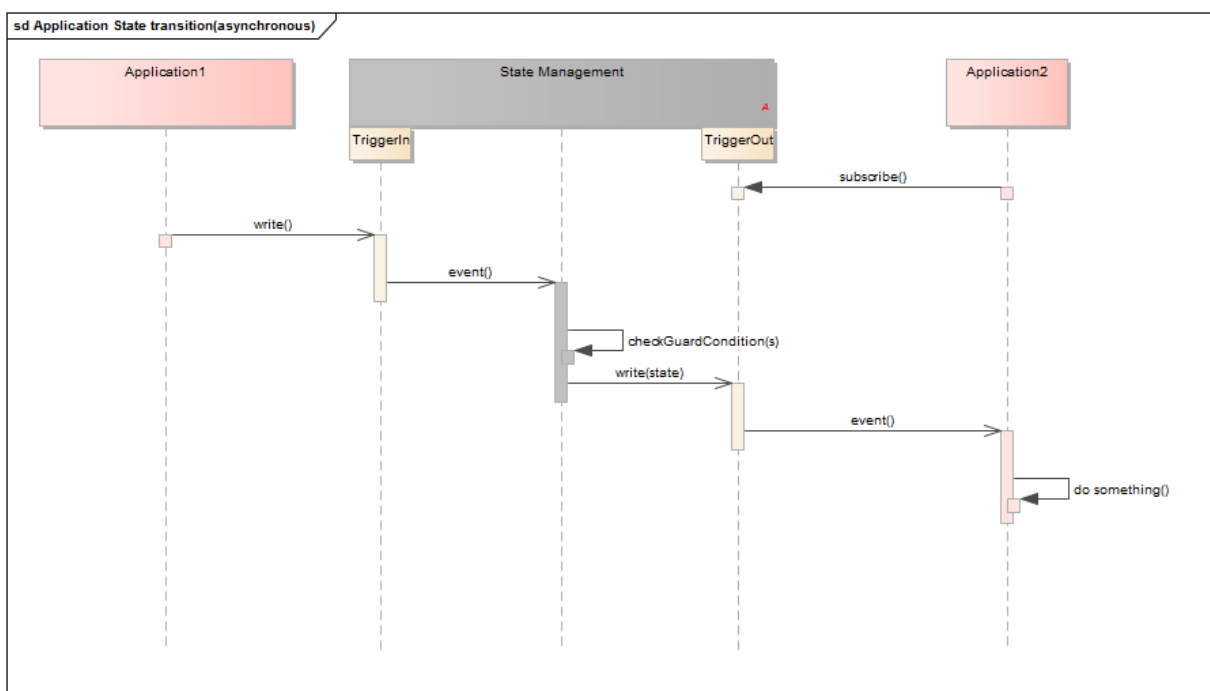 sd Application State transition(asynchronous)
Application1
State Management
Application2
A
TriggerIn
TriggerOut
subscribe()
write()
event()
checkGuardCondition(s)
write(state)
event()
do something()